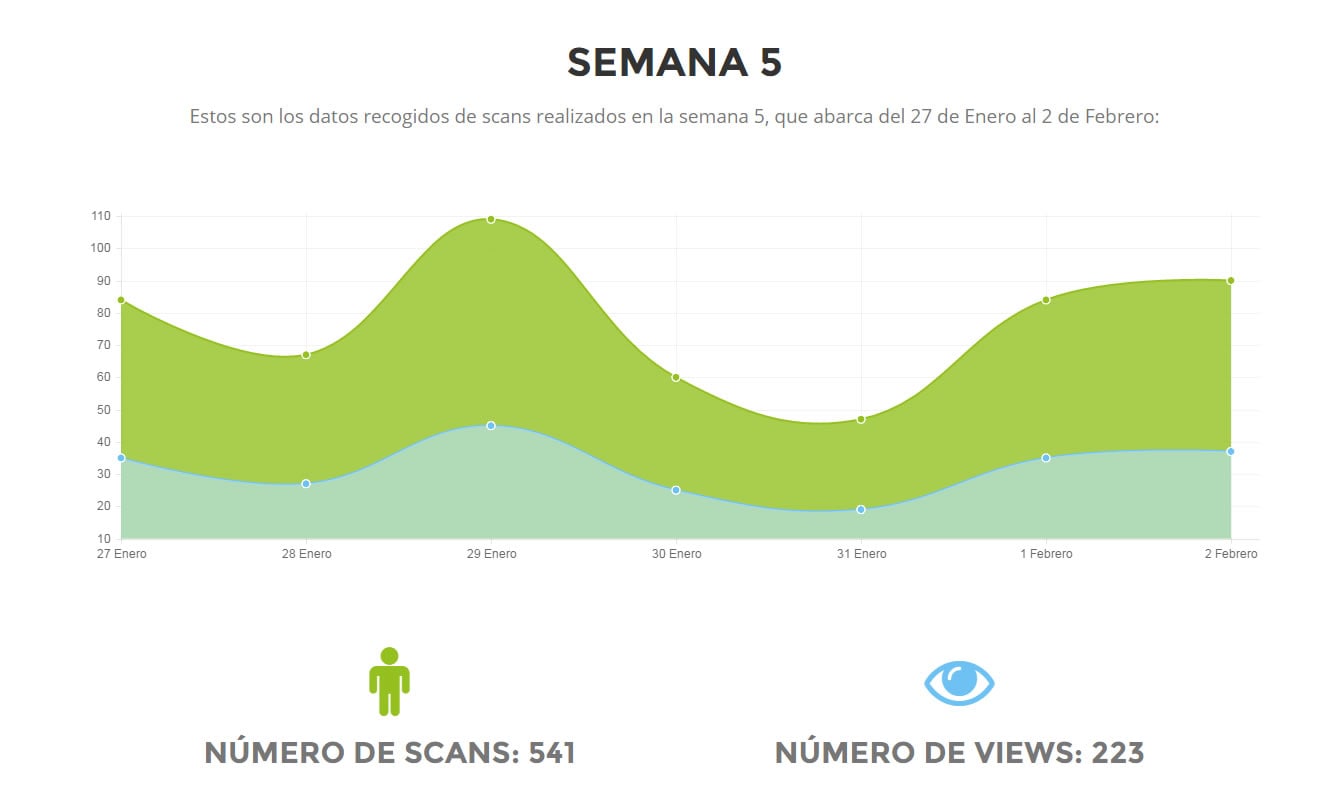 SEMANA 5
Estos son los datos recogidos de scans realizados en la semana 5, que abarca del 27 de Enero al 2 de Febrero:
110
100
90
80
70
60
50
40
30
20
10
27 Enero 28 Enero 29 Enero 30 Enero 31 Enero 1 Febrero 2 Febrero
NÚMERO DE SCANS: 541 NÚMERO DE VIEWS: 223